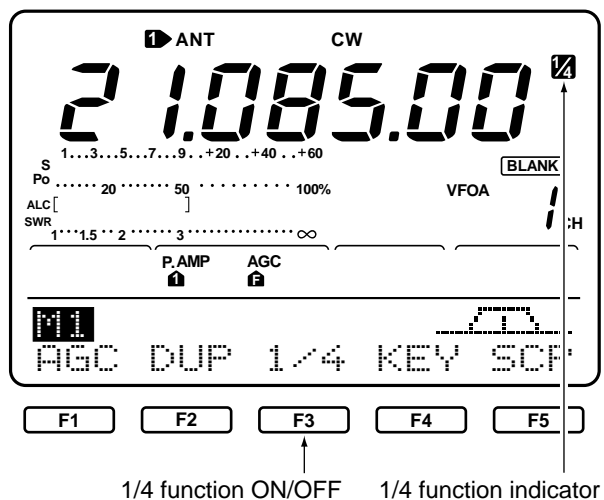 1 ANT CW
21.085.00 1/4
1...3...5...7...9..+20..+40..+60
S
BLANK
Po 20 50 100% VFOA
ALC [ ] 1 CH
SWR 1 1.5 2 3 ∞
P.AMP AGC
1 F
M1
AGC DUP 1/4 KEY SCP
F1 F2 F3 F4 F5
1/4 function ON/OFF 1/4 function indicator